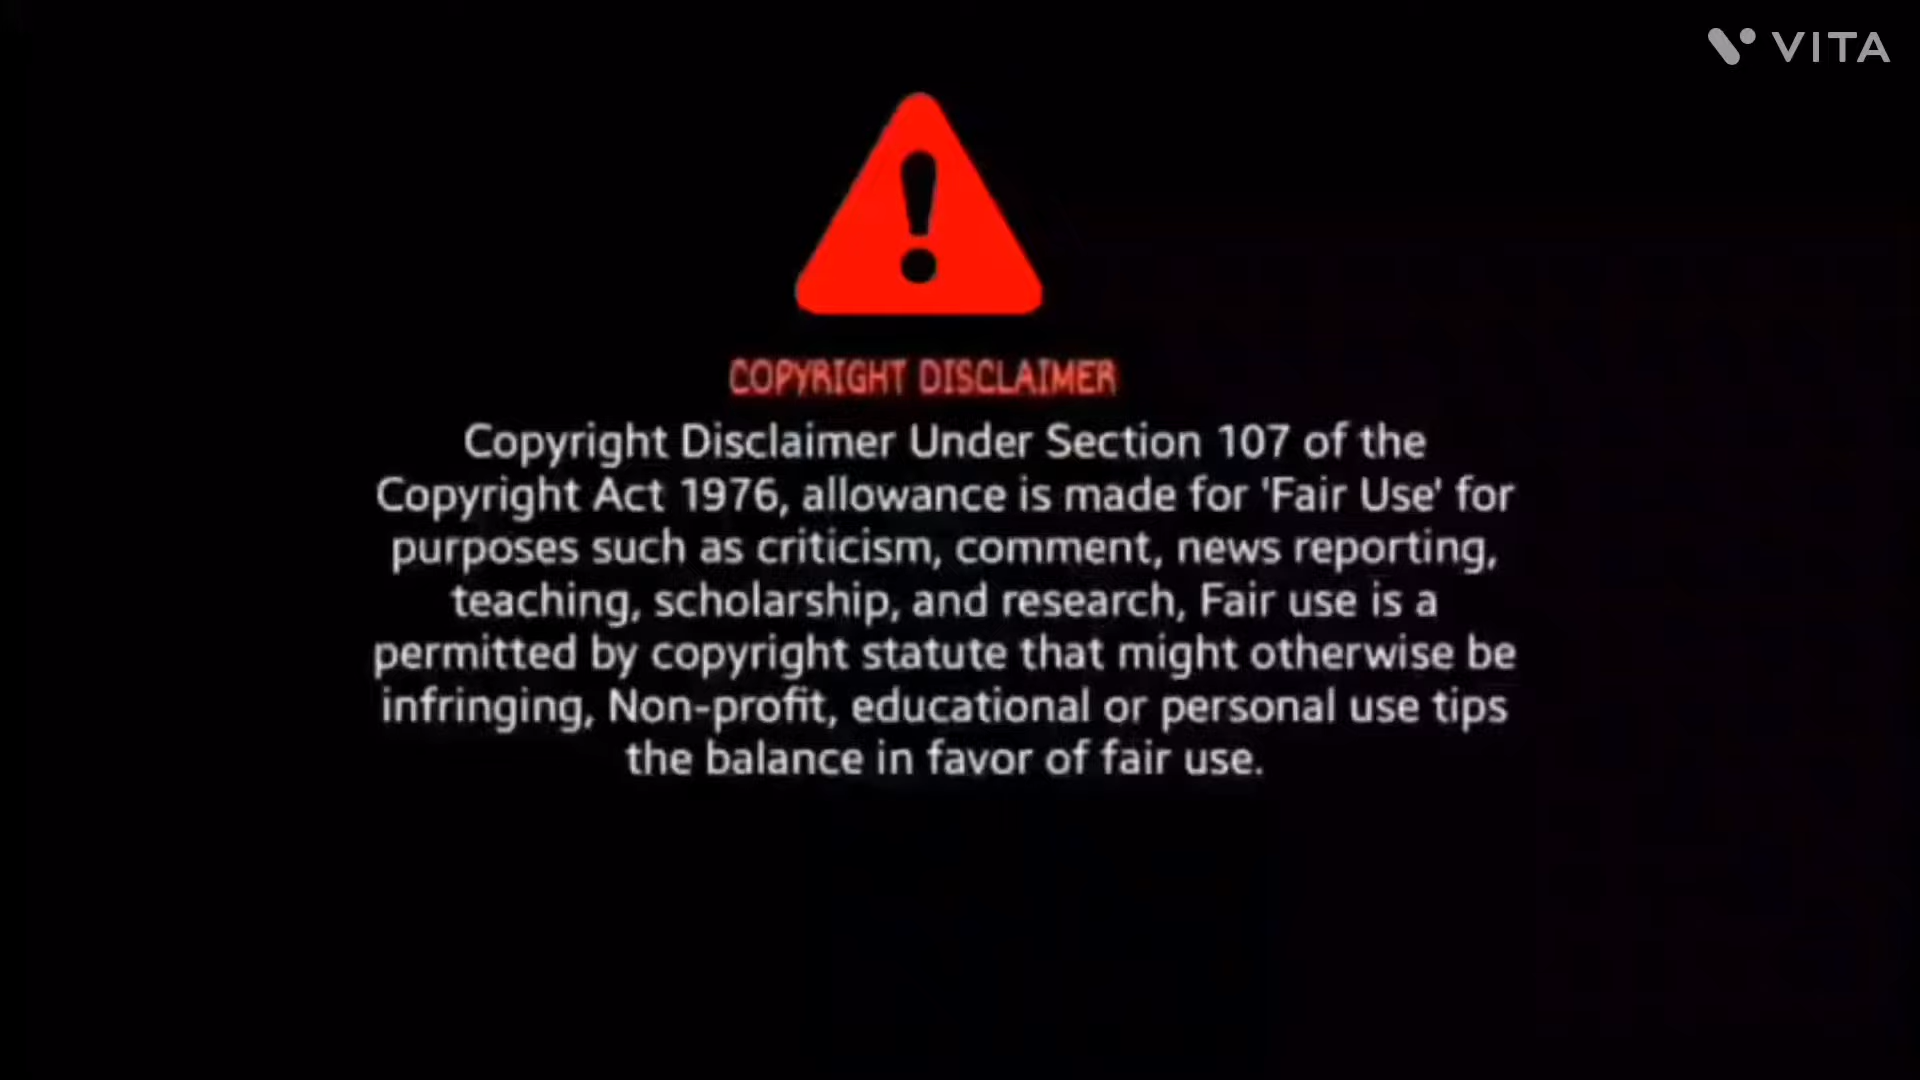 VITA
COPYRIGHT DISCLAIMER
Copyright Disclaimer Under Section 107 of the
Copyright Act 1976, allowance is made for 'Fair Use' for
purposes such as criticism, comment, news reporting,
teaching, scholarship, and research, Fair use is a
permitted by copyright statute that might otherwise be
infringing, Non-profit, educational or personal use tips
the balance in favor of fair use.